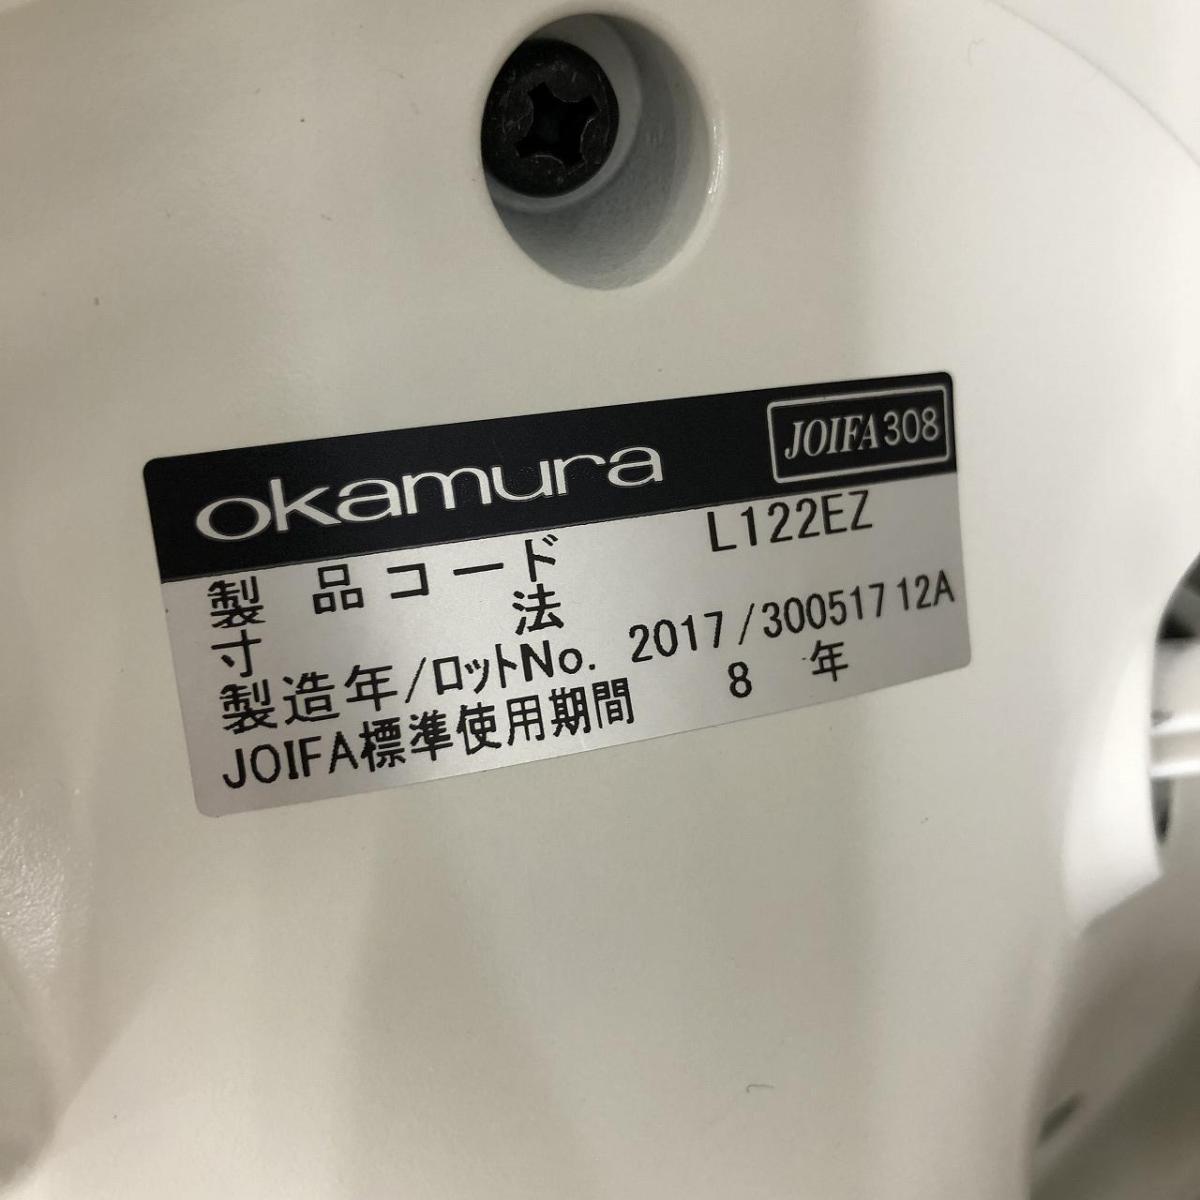 okamura JOIFA308
製品コード L122EZ
寸法
製造年/ロットNo. 2017/30051712A
JOIFA標準使用期間 8 年